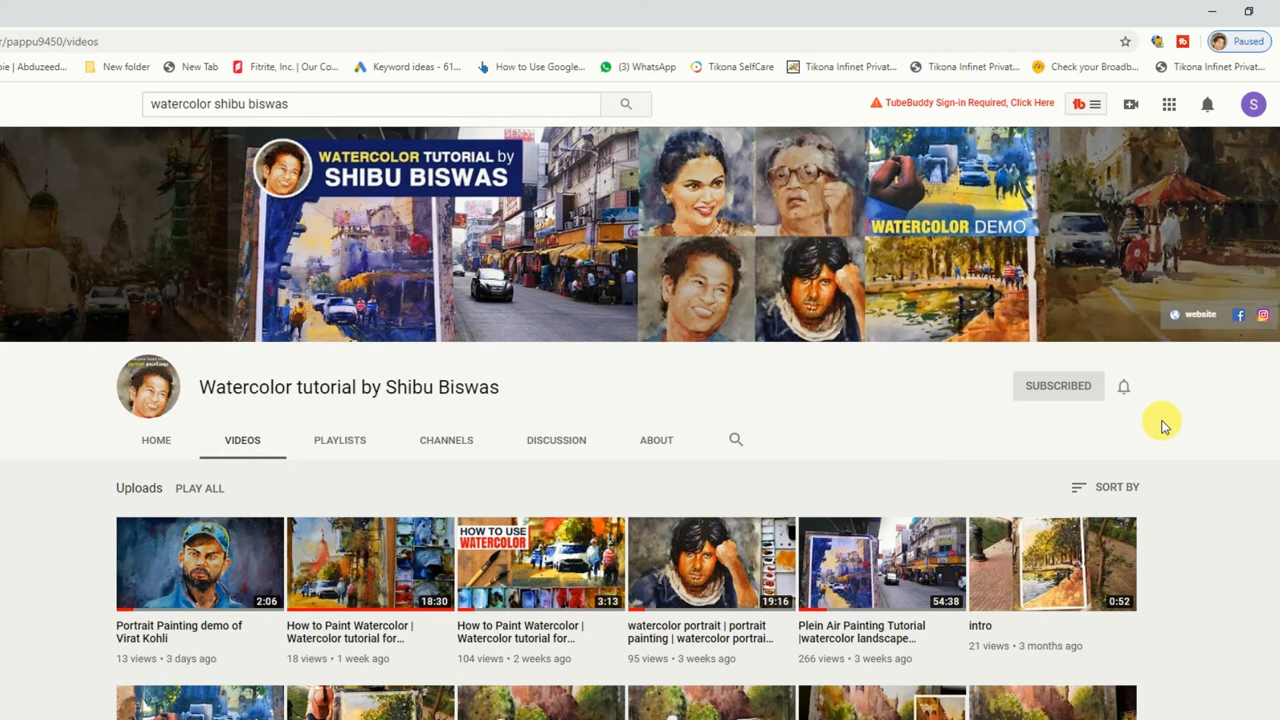 r/pappu9450/videos
Paused
ie | Abduzeed... New folder New Tab Fitrite, Inc. | Our Co... Keyword ideas - 61... How to Use Google... (3) WhatsApp Tikona SelfCare Tikona Infinet Privat... Tikona Infinet Privat... Check your Broadb... Tikona Infinet Privat...
watercolor shibu biswas
TubeBuddy Sign-in Required, Click Here
tb
S
WATERCOLOR TUTORIAL by
SHIBU BISWAS
WATERCOLOR DEMO
website
Watercolor tutorial by Shibu Biswas
SUBSCRIBED
HOME VIDEOS PLAYLISTS CHANNELS DISCUSSION ABOUT
Uploads PLAY ALL
SORT BY
HOW TO USE
WATERCOLOR
2:06 18:30 3:13 19:16 54:38 0:52
Portrait Painting demo of
Virat Kohli
13 views • 3 days ago
How to Paint Watercolor |
Watercolor tutorial for...
18 views • 1 week ago
How to Paint Watercolor |
Watercolor tutorial for...
104 views • 2 weeks ago
watercolor portrait | portrait
painting | watercolor portrai...
95 views • 3 weeks ago
Plein Air Painting Tutorial
|watercolor landscape...
266 views • 3 weeks ago
intro
21 views • 3 months ago